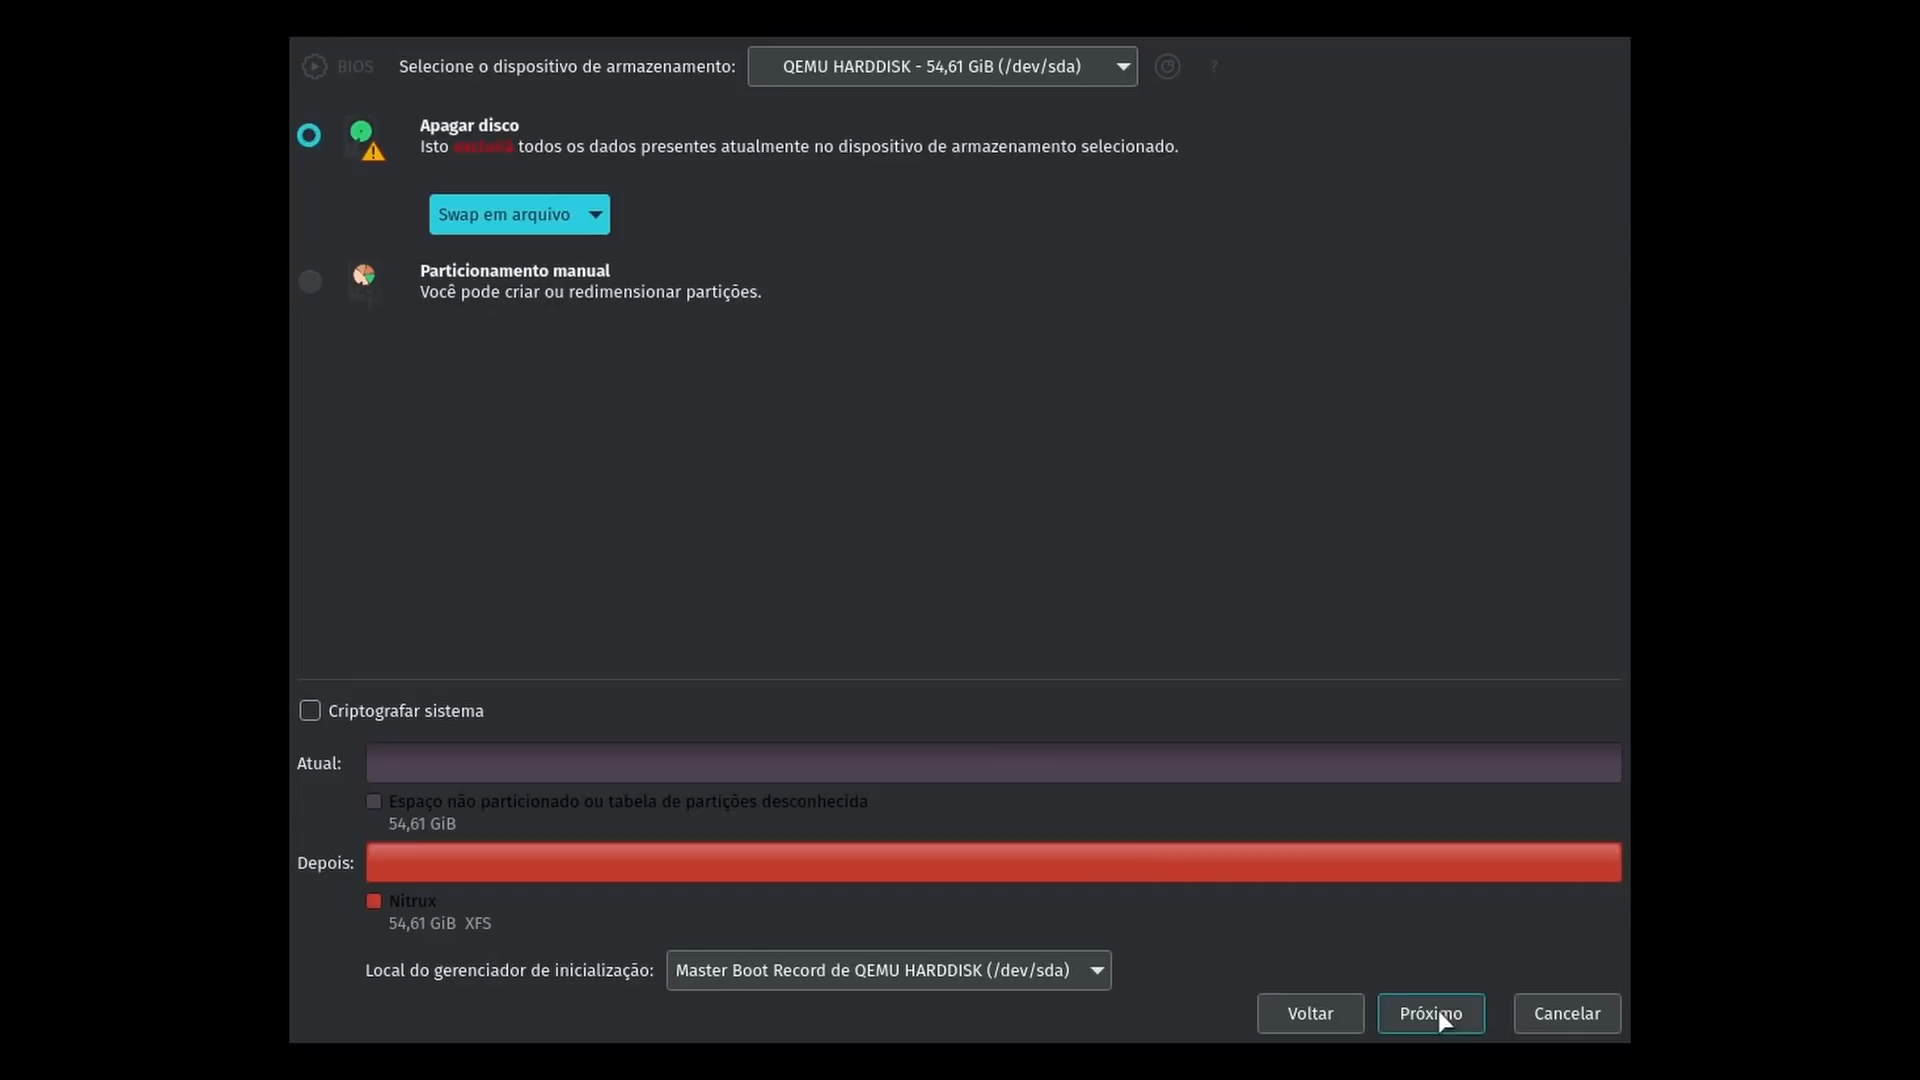 BIOS
Selecione o dispositivo de armazenamento:
QEMU HARDDISK - 54,61 GiB (/dev/sda)
?
Apagar disco
Isto excluirá todos os dados presentes atualmente no dispositivo de armazenamento selecionado.
Swap em arquivo
Particionamento manual
Você pode criar ou redimensionar partições.
Criptografar sistema
Atual:
Espaço não particionado ou tabela de partições desconhecida
54,61 GiB
Depois:
Nitrux
54,61 GiB XFS
Local do gerenciador de inicialização:
Master Boot Record de QEMU HARDDISK (/dev/sda)
Voltar
Próximo
Cancelar